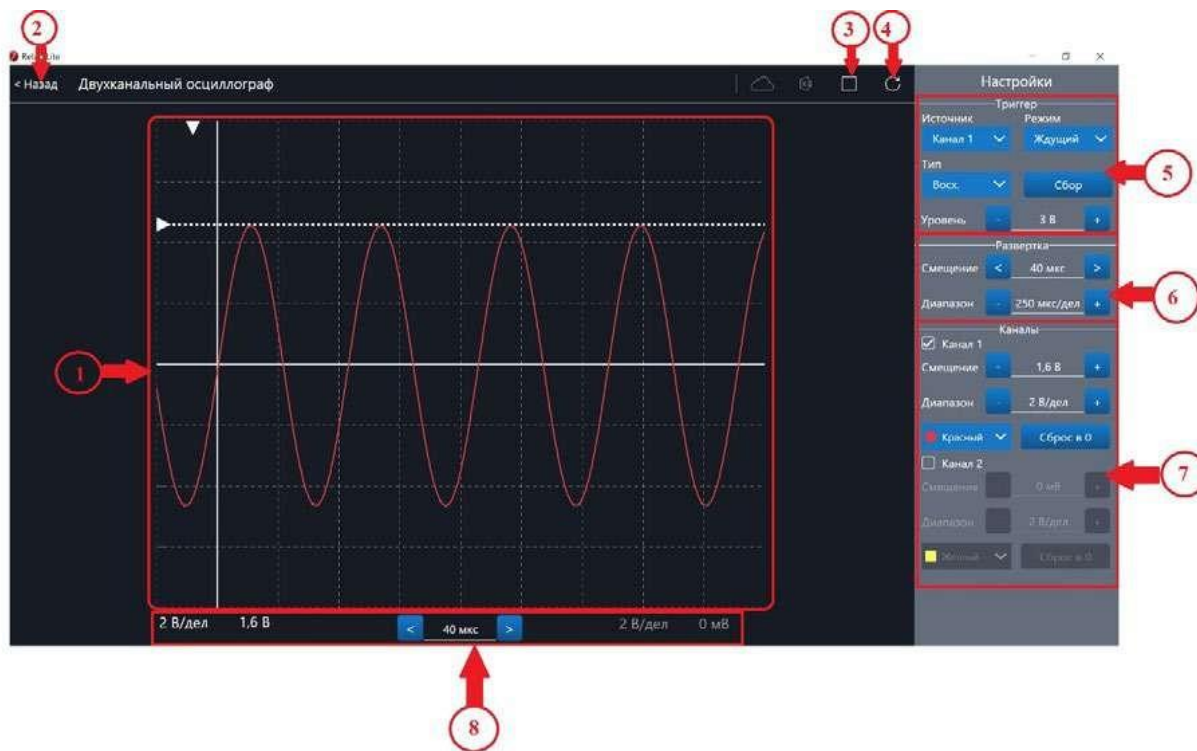 2
3
4
Relab Lite
< Назад Двухканальный осциллограф
Настройки
Триггер
Источник Режим
Канал 1 Ждущий
Тип
Восх. Сбор
5
Уровень - 3 В +
Развертка
Смещение < 40 мкс >
6
Диапазон - 250 мкс/дел +
Каналы
Канал 1
1
Смещение - 1,6 В +
Диапазон - 2 В/дел +
Красный Сброс в 0
Канал 2
7
Смещение 0 мВ +
Диапазон 2 В/дел +
Желтый Сброс в 0
2 В/дел 1,6 В < 40 мкс > 2 В/дел 0 мВ
8